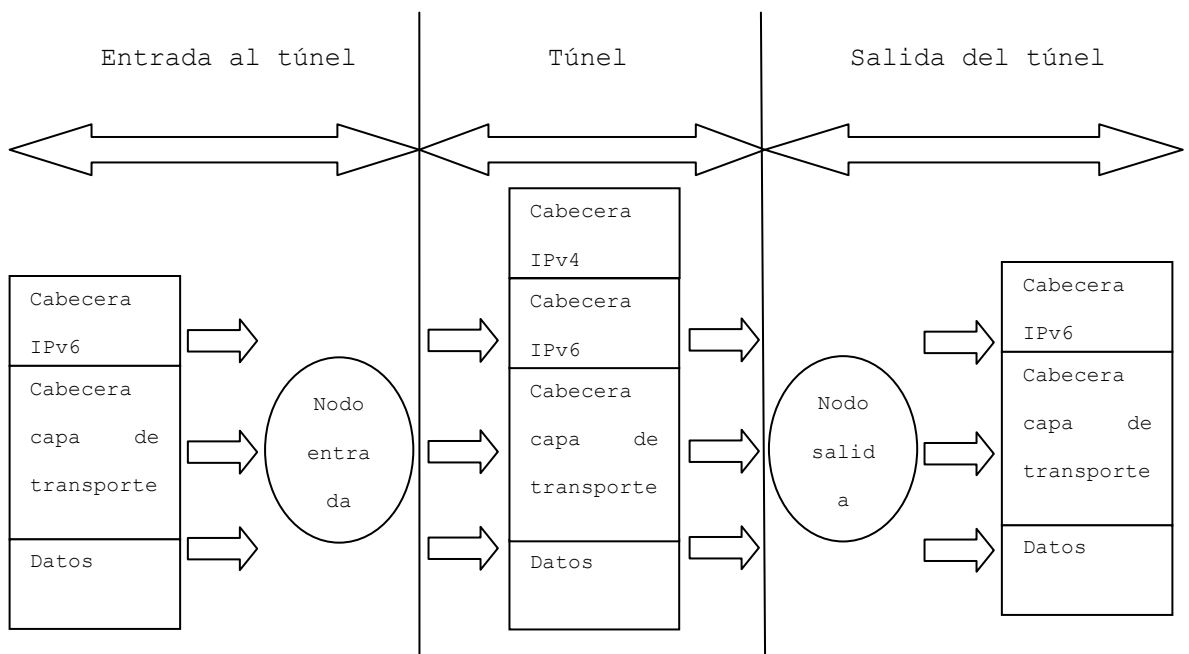 Entrada al túnel
Túnel
Salida del túnel
Cabecera
IPv6
Cabecera
capa de
transporte
Datos
Nodo
entra
da
Cabecera
IPv4
Cabecera
IPv6
Cabecera
capa de
transporte
Datos
Nodo
salid
a
Cabecera
IPv6
Cabecera
capa de
transporte
Datos